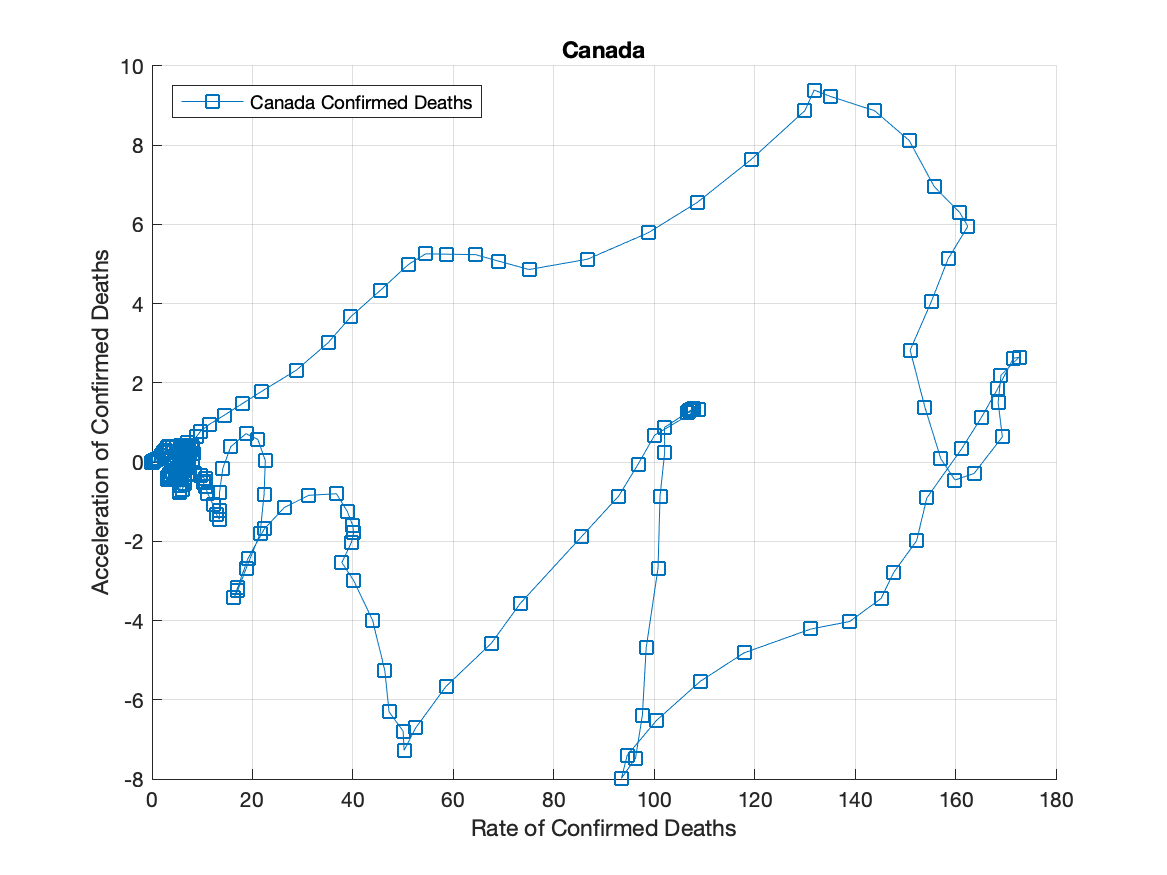 Canada
Canada Confirmed Deaths
10
8
6
4
2
0
-2
-4
-6
-8
Acceleration of Confirmed Deaths
0 20 40 60 80 100 120 140 160 180
Rate of Confirmed Deaths